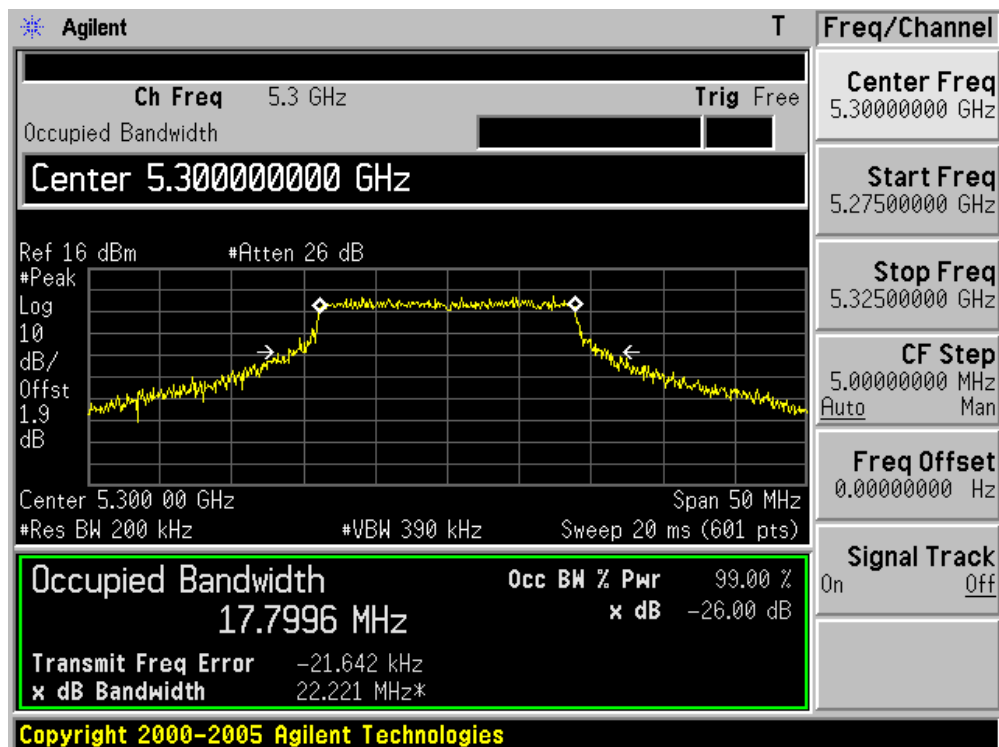 Agilent T
Ch Freq 5.3 GHz Trig Free
Occupied Bandwidth
Center 5.300000000 GHz
Ref 16 dBm #Atten 26 dB
#Peak
Log
10
dB/
Offst
1.9
dB
Center 5.300 00 GHz Span 50 MHz
#Res BW 200 kHz #VBW 390 kHz Sweep 20 ms (601 pts)
Occupied Bandwidth Occ BW % Pwr 99.00 %
17.7996 MHz x dB -26.00 dB
Transmit Freq Error -21.642 kHz
x dB Bandwidth 22.221 MHz*
Copyright 2000-2005 Agilent Technologies
Freq/Channel
Center Freq
5.30000000 GHz
Start Freq
5.27500000 GHz
Stop Freq
5.32500000 GHz
CF Step
5.00000000 MHz
Auto Man
Freq Offset
0.00000000 Hz
Signal Track
On Off